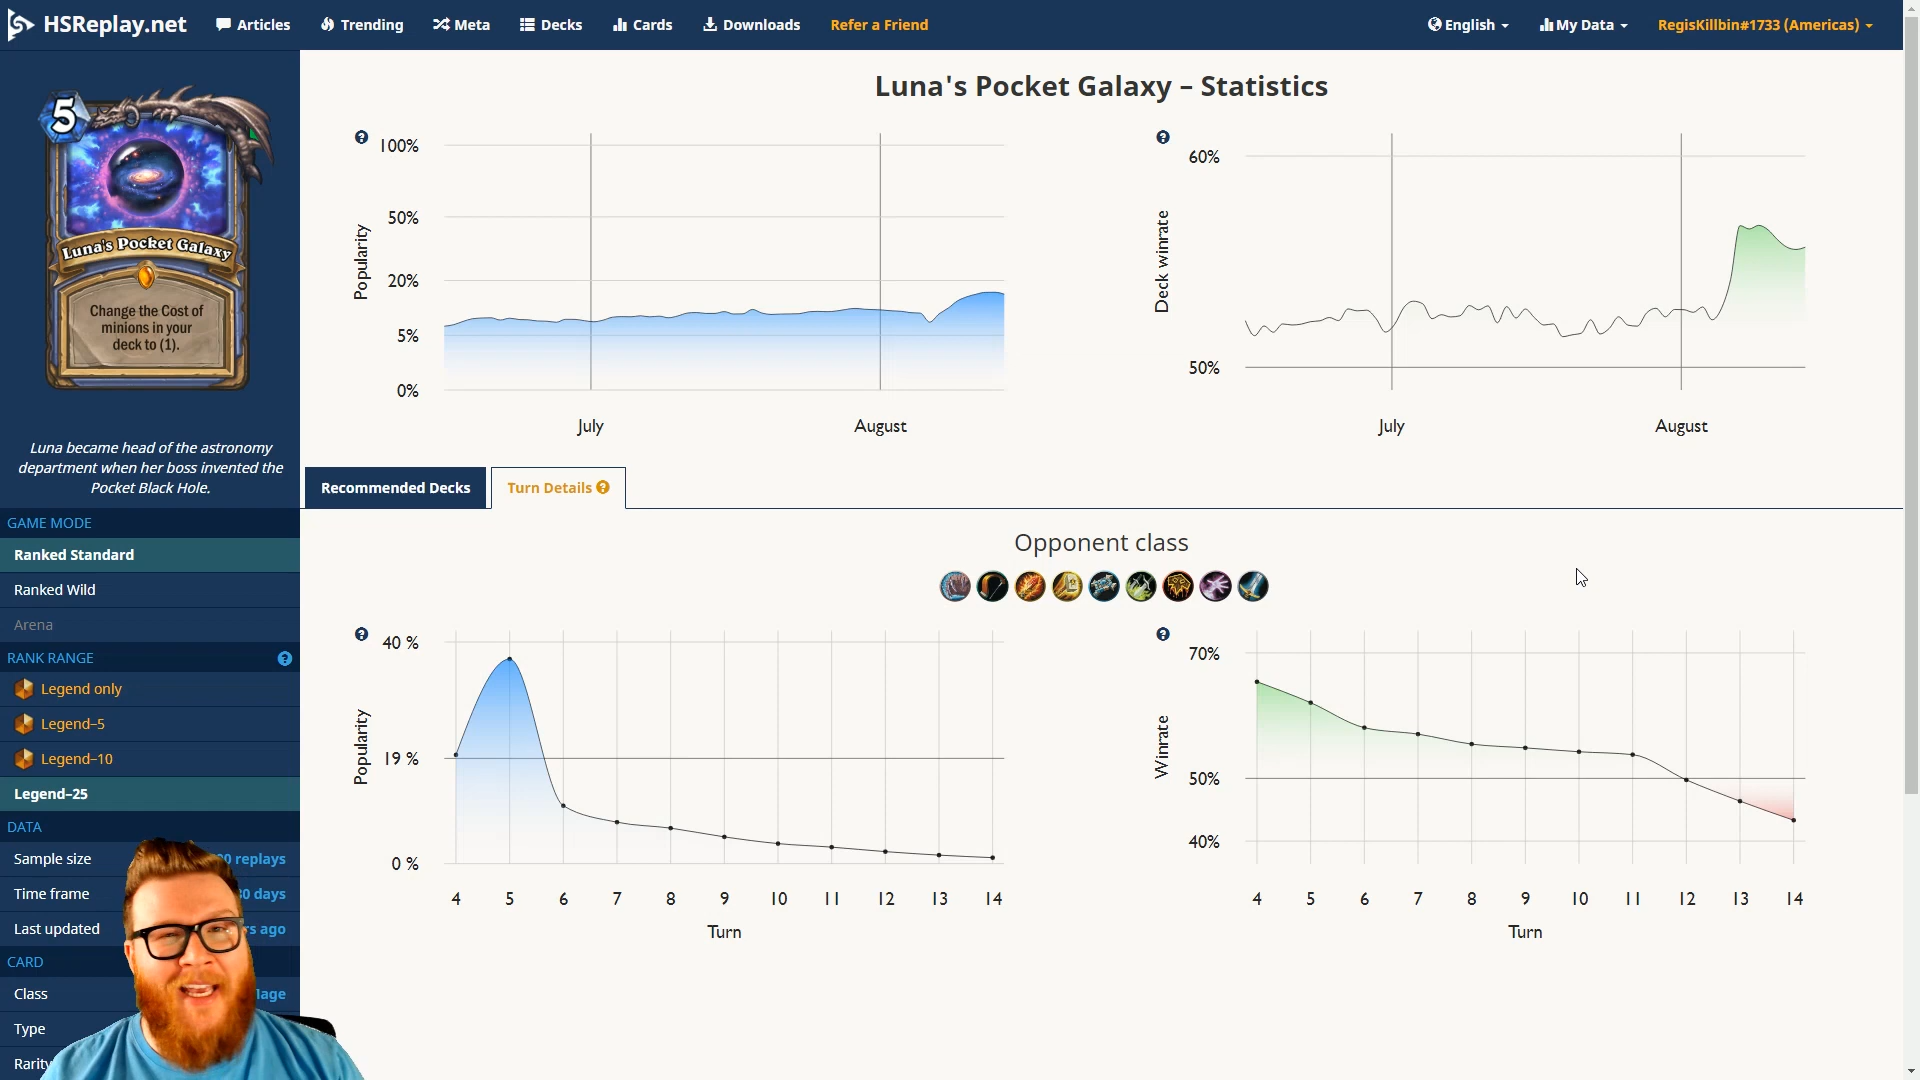 HSReplay.net
Articles
Trending
Meta
Decks
Cards
Downloads
Refer a Friend
English
My Data
RegisKillbin#1733 (Americas)
5
Luna's Pocket Galaxy
Change the Cost of
minions in your
deck to (1).
Luna became head of the astronomy
department when her boss invented the
Pocket Black Hole.
GAME MODE
Ranked Standard
Ranked Wild
Arena
RANK RANGE
Legend only
Legend–5
Legend–10
Legend–25
DATA
Sample size
replays
Time frame
days
Last updated
ago
CARD
Class
Type
Rarity
Luna's Pocket Galaxy – Statistics
Popularity
100%
50%
20%
5%
0%
July
August
Deck winrate
60%
50%
July
August
Recommended Decks
Turn Details
Opponent class
Popularity
40 %
19 %
0 %
4 5 6 7 8 9 10 11 12 13 14
Turn
Winrate
70%
50%
40%
4 5 6 7 8 9 10 11 12 13 14
Turn